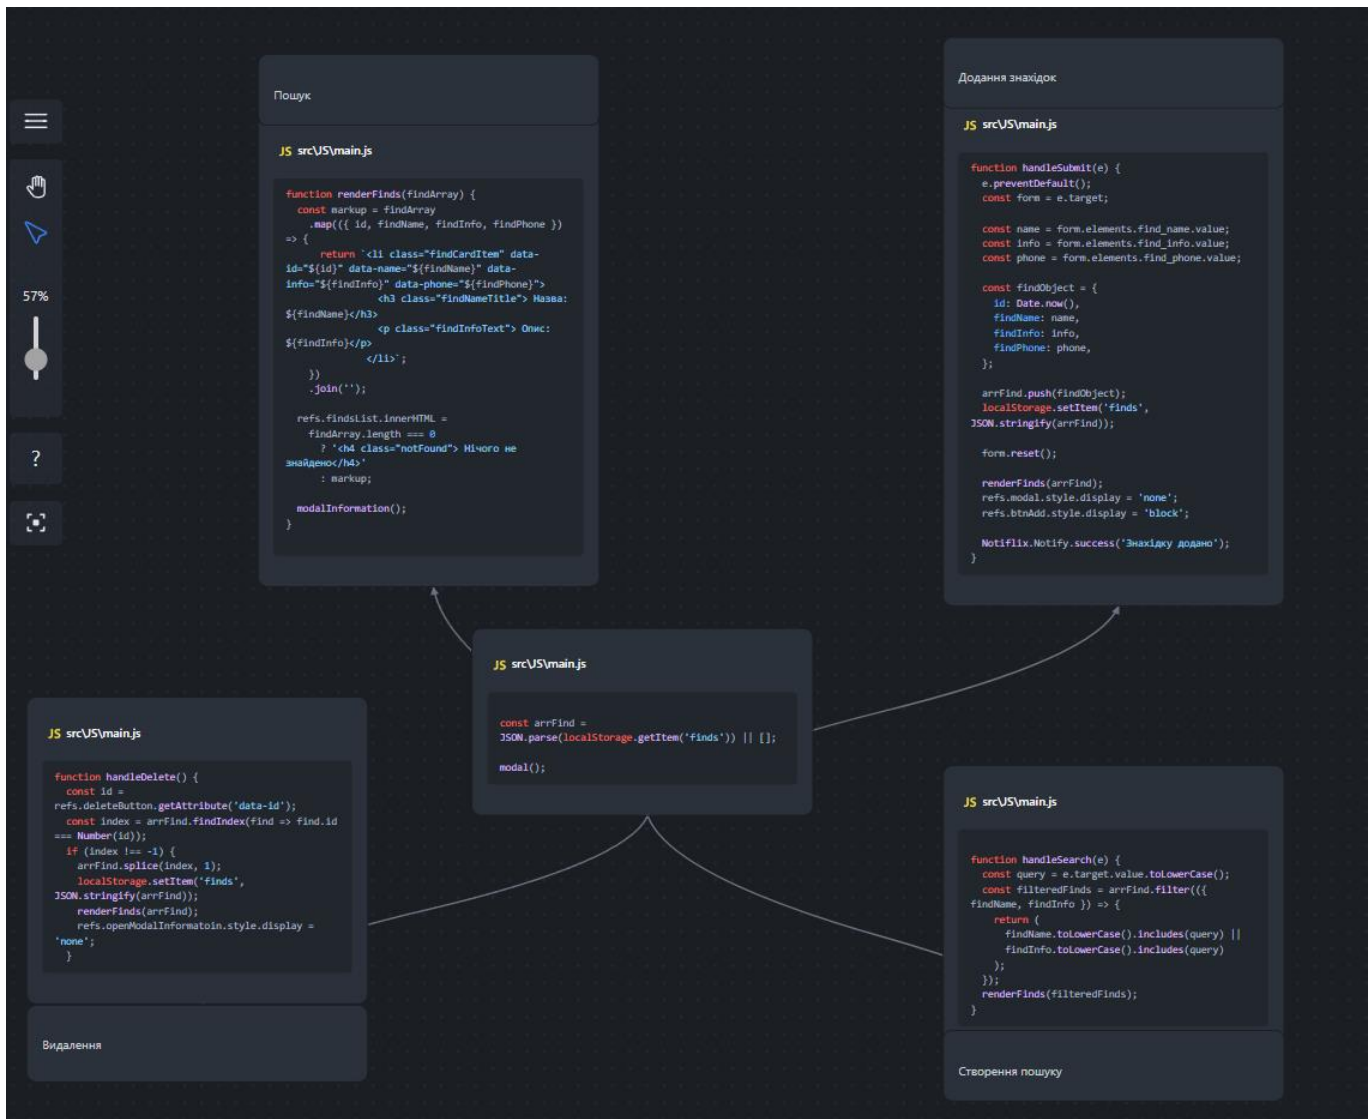 Пошук
JS src\JS\main.js
function renderFinds(findArray) {
const markup = findArray
.map(({ id, findName, findInfo, findPhone })
=> {
return `<li class="findCardItem" data-
id="${id}" data-name="${findName}" data-
info="${findInfo}" data-phone="${findPhone}">
<h3 class="findNameTitle"> Назва:
${findName}</h3>
<p class="findInfoText"> Опис:
${findInfo}</p>
</li>`;
})
.join('');
refs.findsList.innerHTML =
findArray.length === 0
? '<h4 class="notFound"> Нічого не
знайдено</h4>'
: markup;
modalInformation();
}
Додання знахідок
JS src\JS\main.js
function handleSubmit(e) {
e.preventDefault();
const form = e.target;
const name = form.elements.find_name.value;
const info = form.elements.find_info.value;
const phone = form.elements.find_phone.value;
const findObject = {
id: Date.now(),
findName: name,
findInfo: info,
findPhone: phone,
};
arrFind.push(findObject);
localStorage.setItem('finds',
JSON.stringify(arrFind));
form.reset();
renderFinds(arrFind);
refs.modal.style.display = 'none';
refs.btnAdd.style.display = 'block';
Notiflix.Notify.success('Знахідку додано');
}
57%
?
JS src\JS\main.js
const arrFind =
JSON.parse(localStorage.getItem('finds')) || [];
modal();
JS src\JS\main.js
function handleDelete() {
const id =
refs.deleteButton.getAttribute('data-id');
const index = arrFind.findIndex(find => find.id
=== Number(id));
if (index !== -1) {
arrFind.splice(index, 1);
localStorage.setItem('finds',
JSON.stringify(arrFind));
renderFinds(arrFind);
refs.openModalInformatoin.style.display =
'none';
}
Видалення
JS src\JS\main.js
function handleSearch(e) {
const query = e.target.value.toLowerCase();
const filteredFinds = arrFind.filter(({
findName, findInfo }) => {
return (
findName.toLowerCase().includes(query) ||
findInfo.toLowerCase().includes(query)
);
});
renderFinds(filteredFinds);
}
Створення пошуку